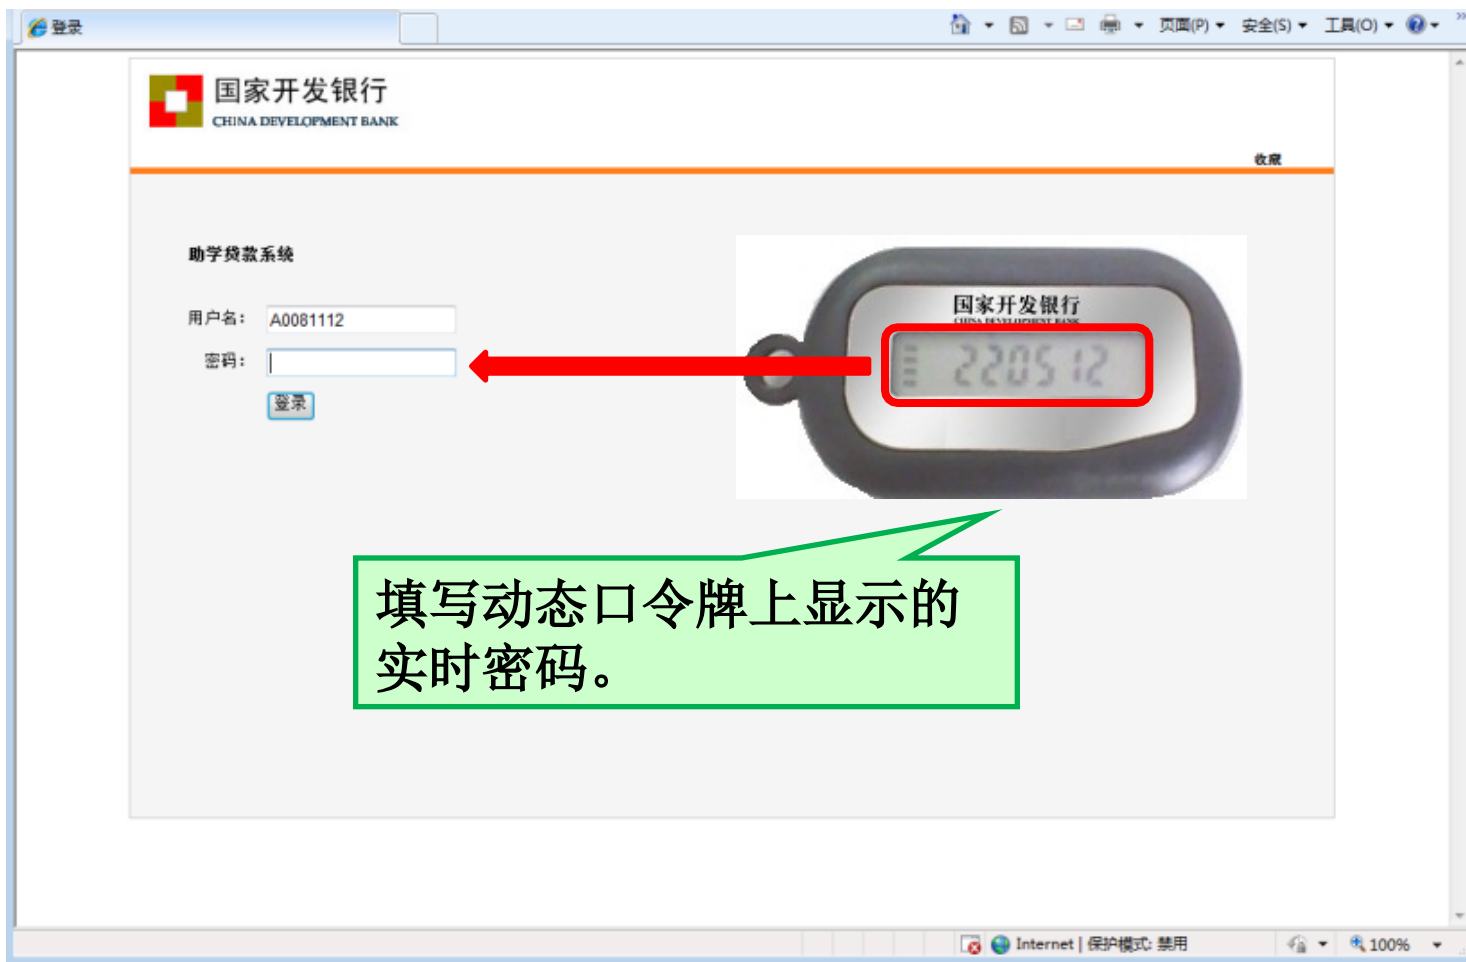 登录
页面(P)
安全(S)
工具(O)
国家开发银行
CHINA DEVELOPMENT BANK
收藏
助学贷款系统
用户名：
A0081112
密码：
登录
国家开发银行
CHINA DEVELOPMENT BANK
220512
填写动态口令牌上显示的
实时密码。
Internet | 保护模式: 禁用
100%